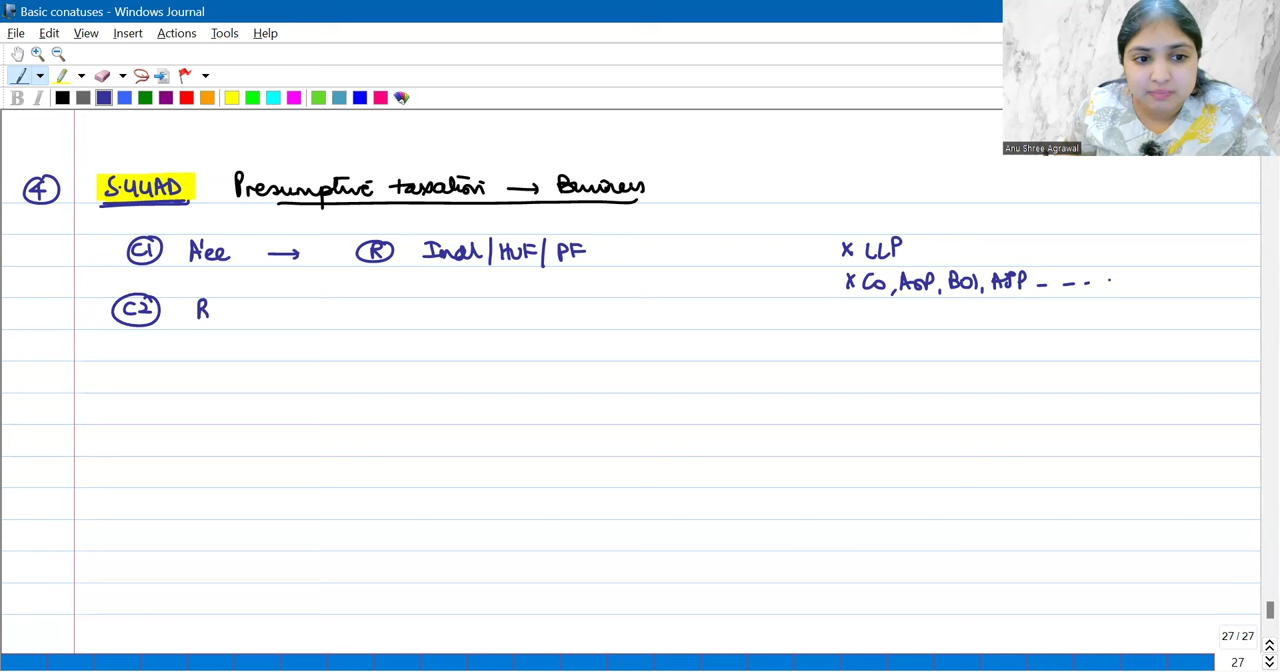 Basic conatuses - Windows Journal
File Edit View Insert Actions Tools Help
B I
Anu Shree Agrawal
4 S.44AD Presumptive taxation → Business
C1 A'ee → R Indl/HUF/PF × LLP
× Co, AOP, BOI, AJP - - - .
C2 R
27 / 27
27